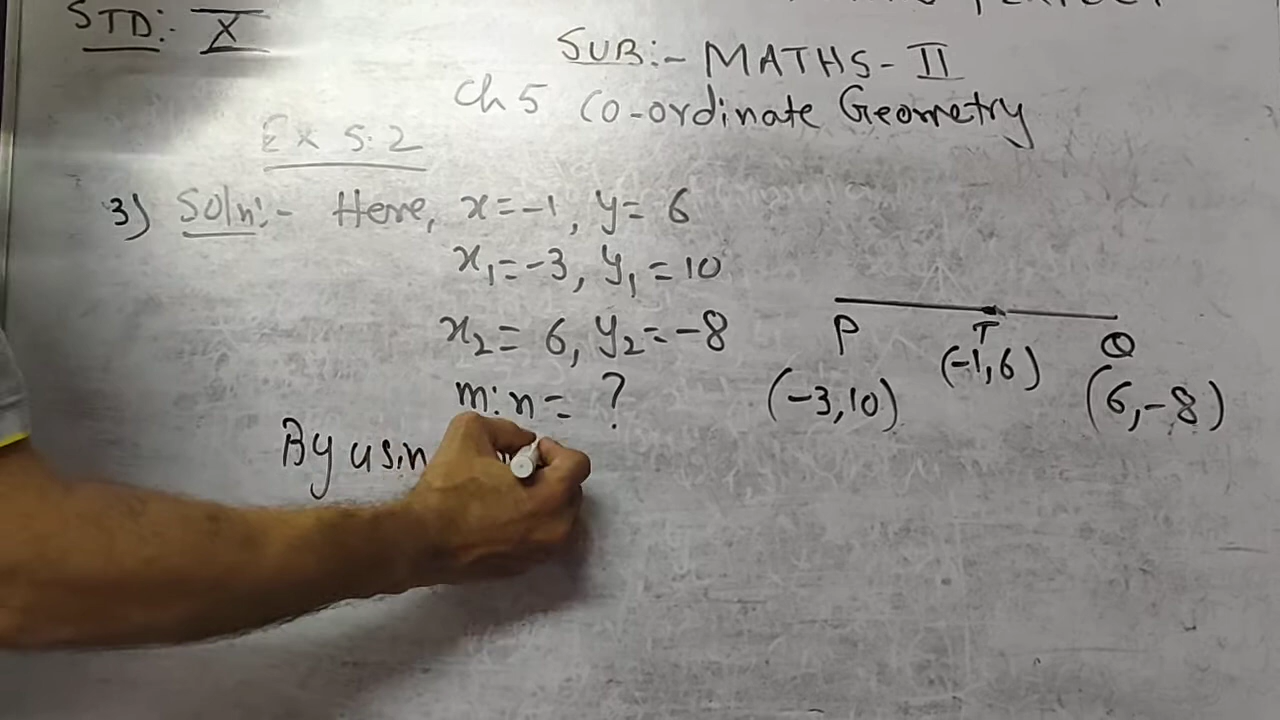 STD:- X
SUB:- MATHS-II
Ch 5 Co-ordinate Geometry
Ex 5.2
3) Soln:- Here, x=-1, y= 6
x₁=-3, y₁=10
x₂= 6, y₂=-8
m:n= ?
By usin
P T Q
(-3,10) (-1,6) (6,-8)